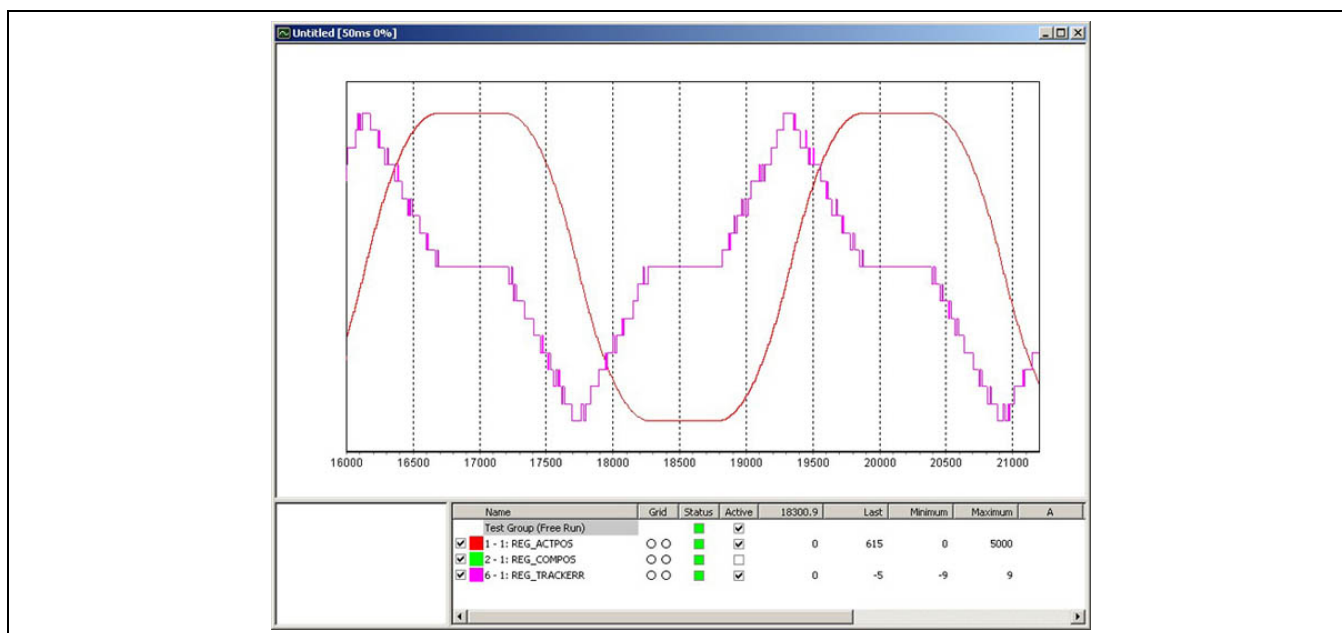 Untitled [50ms 0%]
16000 16500 17000 17500 18000 18500 19000 19500 20000 20500 21000
Name Grid Status Active 18300.9 Last Minimum Maximum A
Test Group (Free Run)
1 - 1: REG_ACTPOS 0 615 0 5000
2 - 1: REG_COMPOS
6 - 1: REG_TRACKERR 0 -5 -9 9